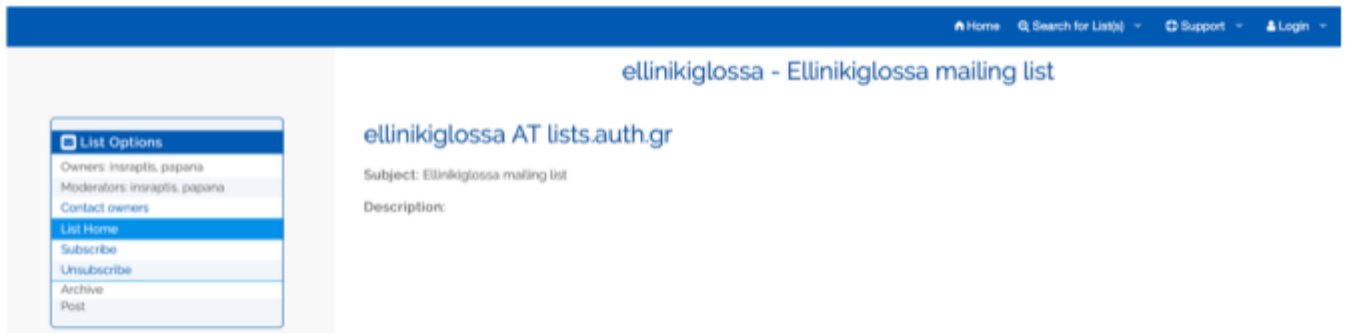 Home Search for List(s) Support Login
ellinikiglossa - Ellinikiglossa mailing list
List Options
Owners: insraptis, papana
Moderators: insraptis, papana
Contact owners
List Home
Subscribe
Unsubscribe
Archive
Post
ellinikiglossa AT lists.auth.gr
Subject: Ellinikiglossa mailing list
Description: